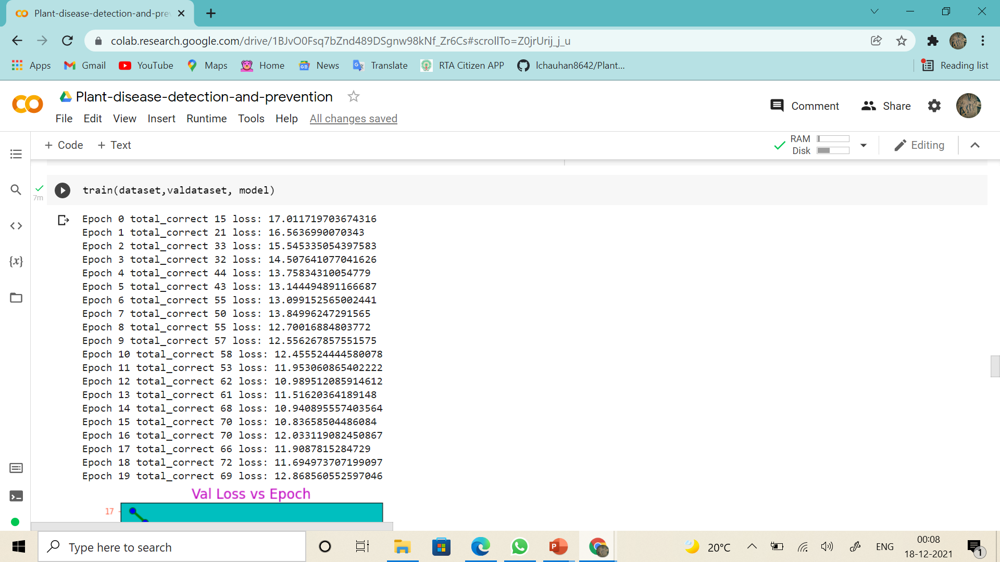 Plant-disease-detection-and-pre
colab.research.google.com/drive/1BJvO0Fsq7bZnd489DSgnw98kNf_Zr6Cs#scrollTo=Z0jrUrij_j_u
Apps Gmail YouTube Maps Home News Translate RTA Citizen APP lchauhan8642/Plant... Reading list
Plant-disease-detection-and-prevention
Comment Share
File Edit View Insert Runtime Tools Help All changes saved
+ Code + Text
RAM
Disk
Editing
7m
train(dataset,valdataset, model)
Epoch 0 total_correct 15 loss: 17.011719703674316
Epoch 1 total_correct 21 loss: 16.5636990070343
Epoch 2 total_correct 33 loss: 15.545335054397583
Epoch 3 total_correct 32 loss: 14.507641077041626
Epoch 4 total_correct 44 loss: 13.75834310054779
Epoch 5 total_correct 43 loss: 13.144494891166687
Epoch 6 total_correct 55 loss: 13.099152565002441
Epoch 7 total_correct 50 loss: 13.84996247291565
Epoch 8 total_correct 55 loss: 12.70016884803772
Epoch 9 total_correct 57 loss: 12.556267857551575
Epoch 10 total_correct 58 loss: 12.455524444580078
Epoch 11 total_correct 53 loss: 11.953060865402222
Epoch 12 total_correct 62 loss: 10.989512085914612
Epoch 13 total_correct 61 loss: 11.51620364189148
Epoch 14 total_correct 68 loss: 10.940895557403564
Epoch 15 total_correct 70 loss: 10.83658504486084
Epoch 16 total_correct 70 loss: 12.033119082450867
Epoch 17 total_correct 66 loss: 11.9087815284729
Epoch 18 total_correct 72 loss: 11.694973707199097
Epoch 19 total_correct 69 loss: 12.868560552597046
Val Loss vs Epoch
17
Type here to search
20°C
ENG
00:08
18-12-2021
1